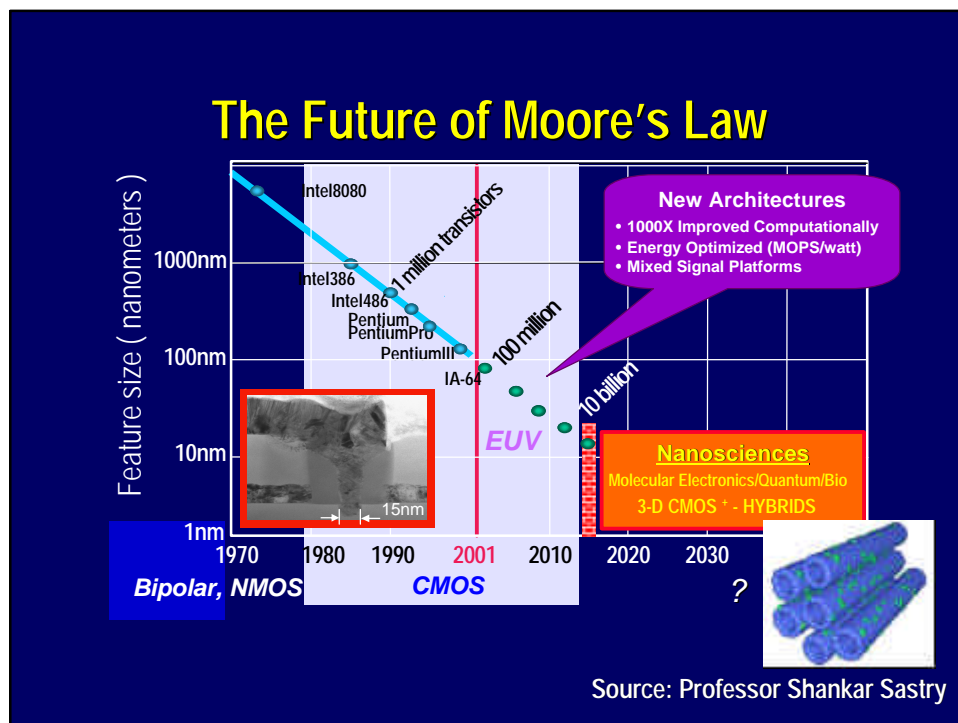 The Future of Moore's Law
Feature size ( nanometers )
1000nm
100nm
10nm
1nm
Intel8080
Intel386
Intel486
Pentium
PentiumPro
PentiumIII
IA-64
1 million transistors
100 million
10 billion
New Architectures
• 1000X Improved Computationally
• Energy Optimized (MOPS/watt)
• Mixed Signal Platforms
EUV
15nm
Nanosciences
Molecular Electronics/Quantum/Bio
3-D CMOS + - HYBRIDS
1970
1980
1990
2001
2010
2020
2030
Bipolar, NMOS
CMOS
?
Source: Professor Shankar Sastry